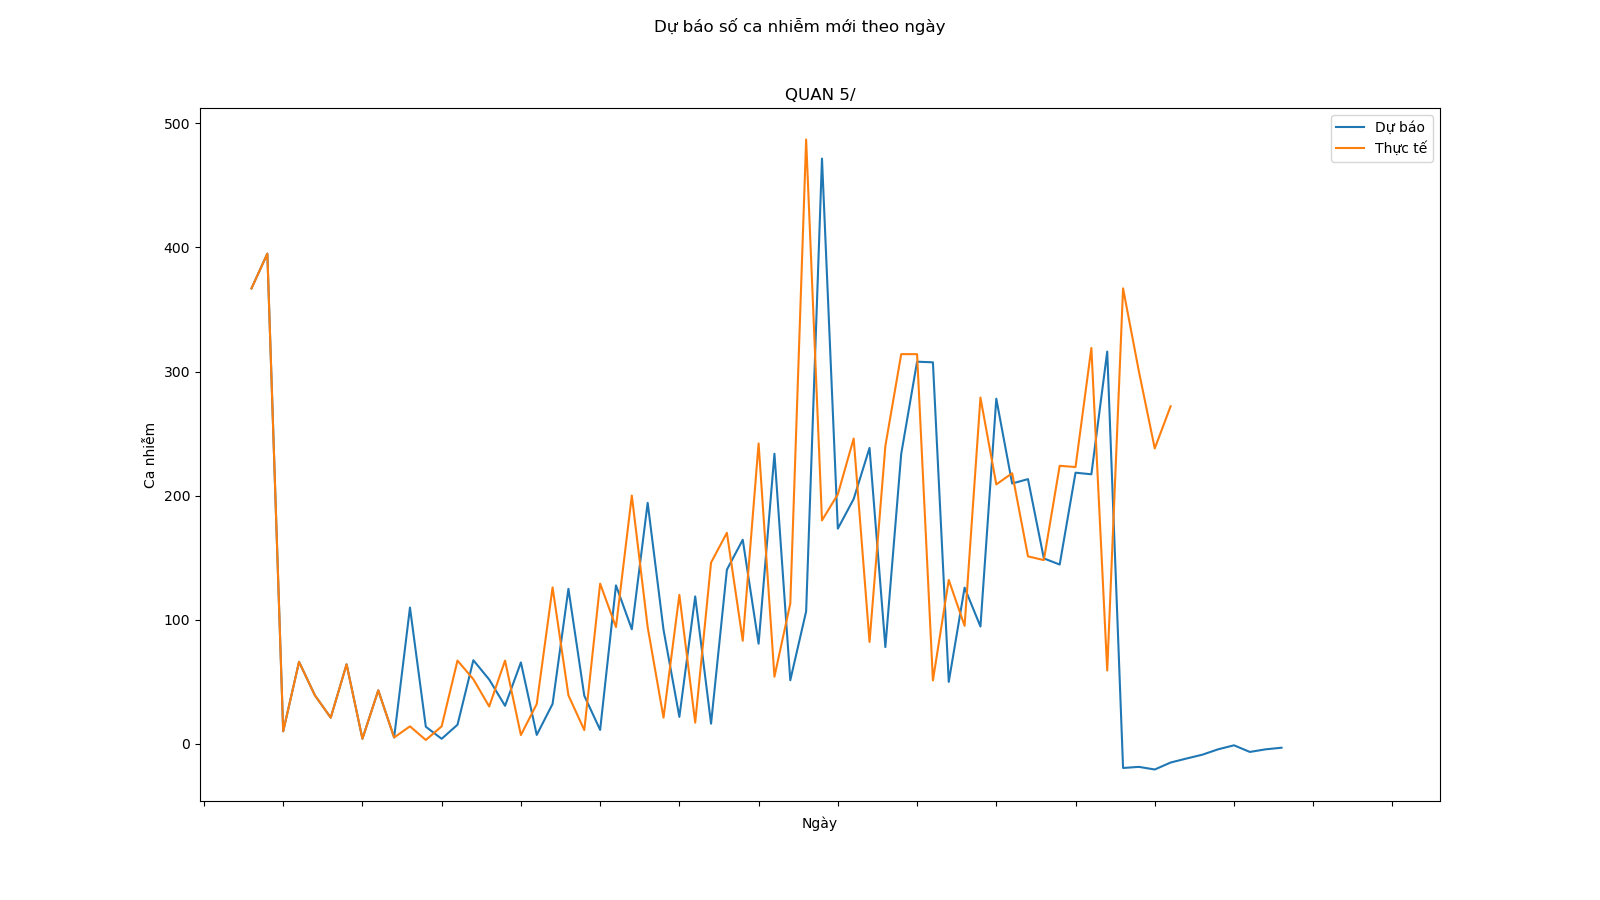 Dự báo số ca nhiễm mới theo ngày
QUAN 5/
500
400
300
200
100
0
Ca nhiễm
Ngày
Dự báo
Thực tế